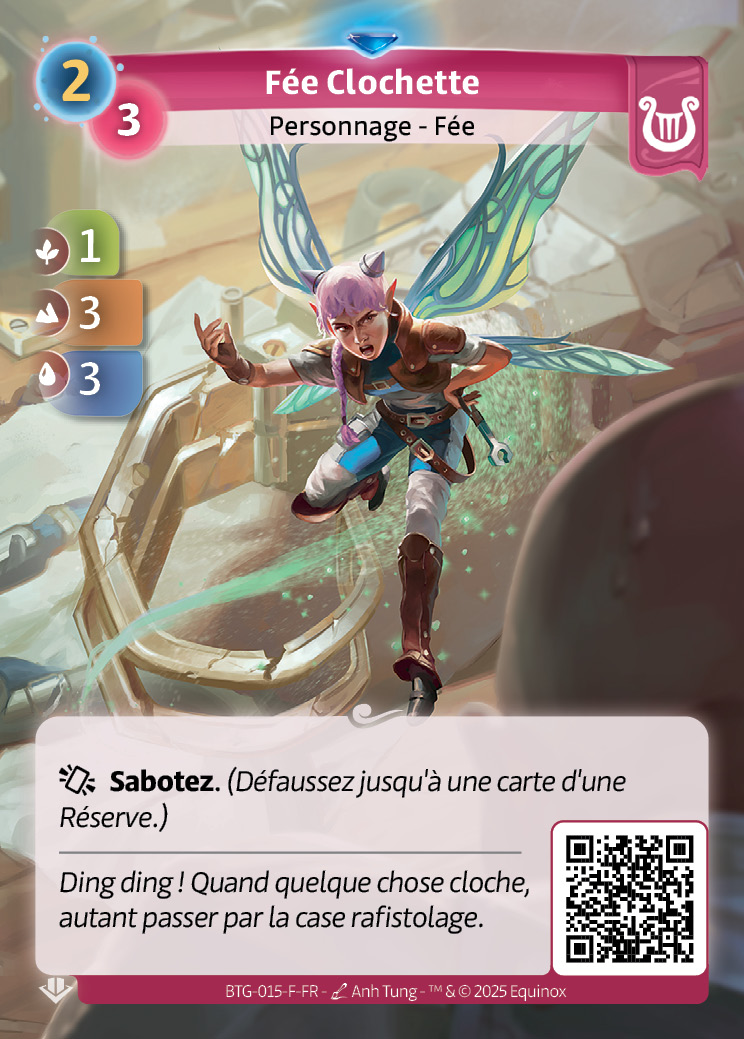 2
Fée Clochette
3
Personnage - Fée
1
3
3
Sabotez. (Défaussez jusqu'à une carte d'une
Réserve.)
Ding ding ! Quand quelque chose cloche,
autant passer par la case rafistolage.
BTG-015-F-FR - Anh Tung - ™ & © 2025 Equinox